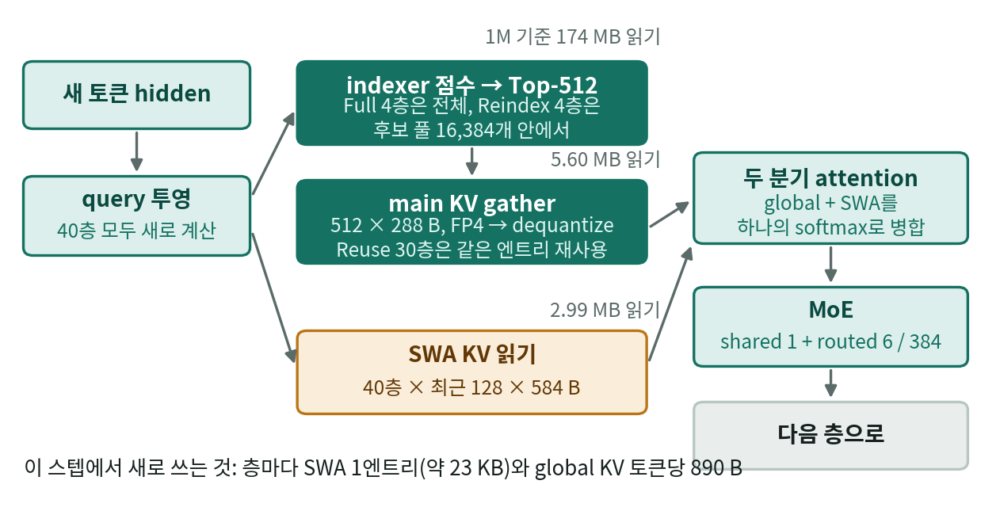 새 토큰 hidden
query 투영
40층 모두 새로 계산
1M 기준 174 MB 읽기
indexer 점수 → Top-512
Full 4층은 전체, Reindex 4층은
후보 풀 16,384개 안에서
5.60 MB 읽기
main KV gather
512 × 288 B, FP4 → dequantize
Reuse 30층은 같은 엔트리 재사용
2.99 MB 읽기
SWA KV 읽기
40층 × 최근 128 × 584 B
두 분기 attention
global + SWA를
하나의 softmax로 병합
MoE
shared 1 + routed 6 / 384
다음 층으로
이 스텝에서 새로 쓰는 것: 층마다 SWA 1엔트리(약 23 KB)와 global KV 토큰당 890 B